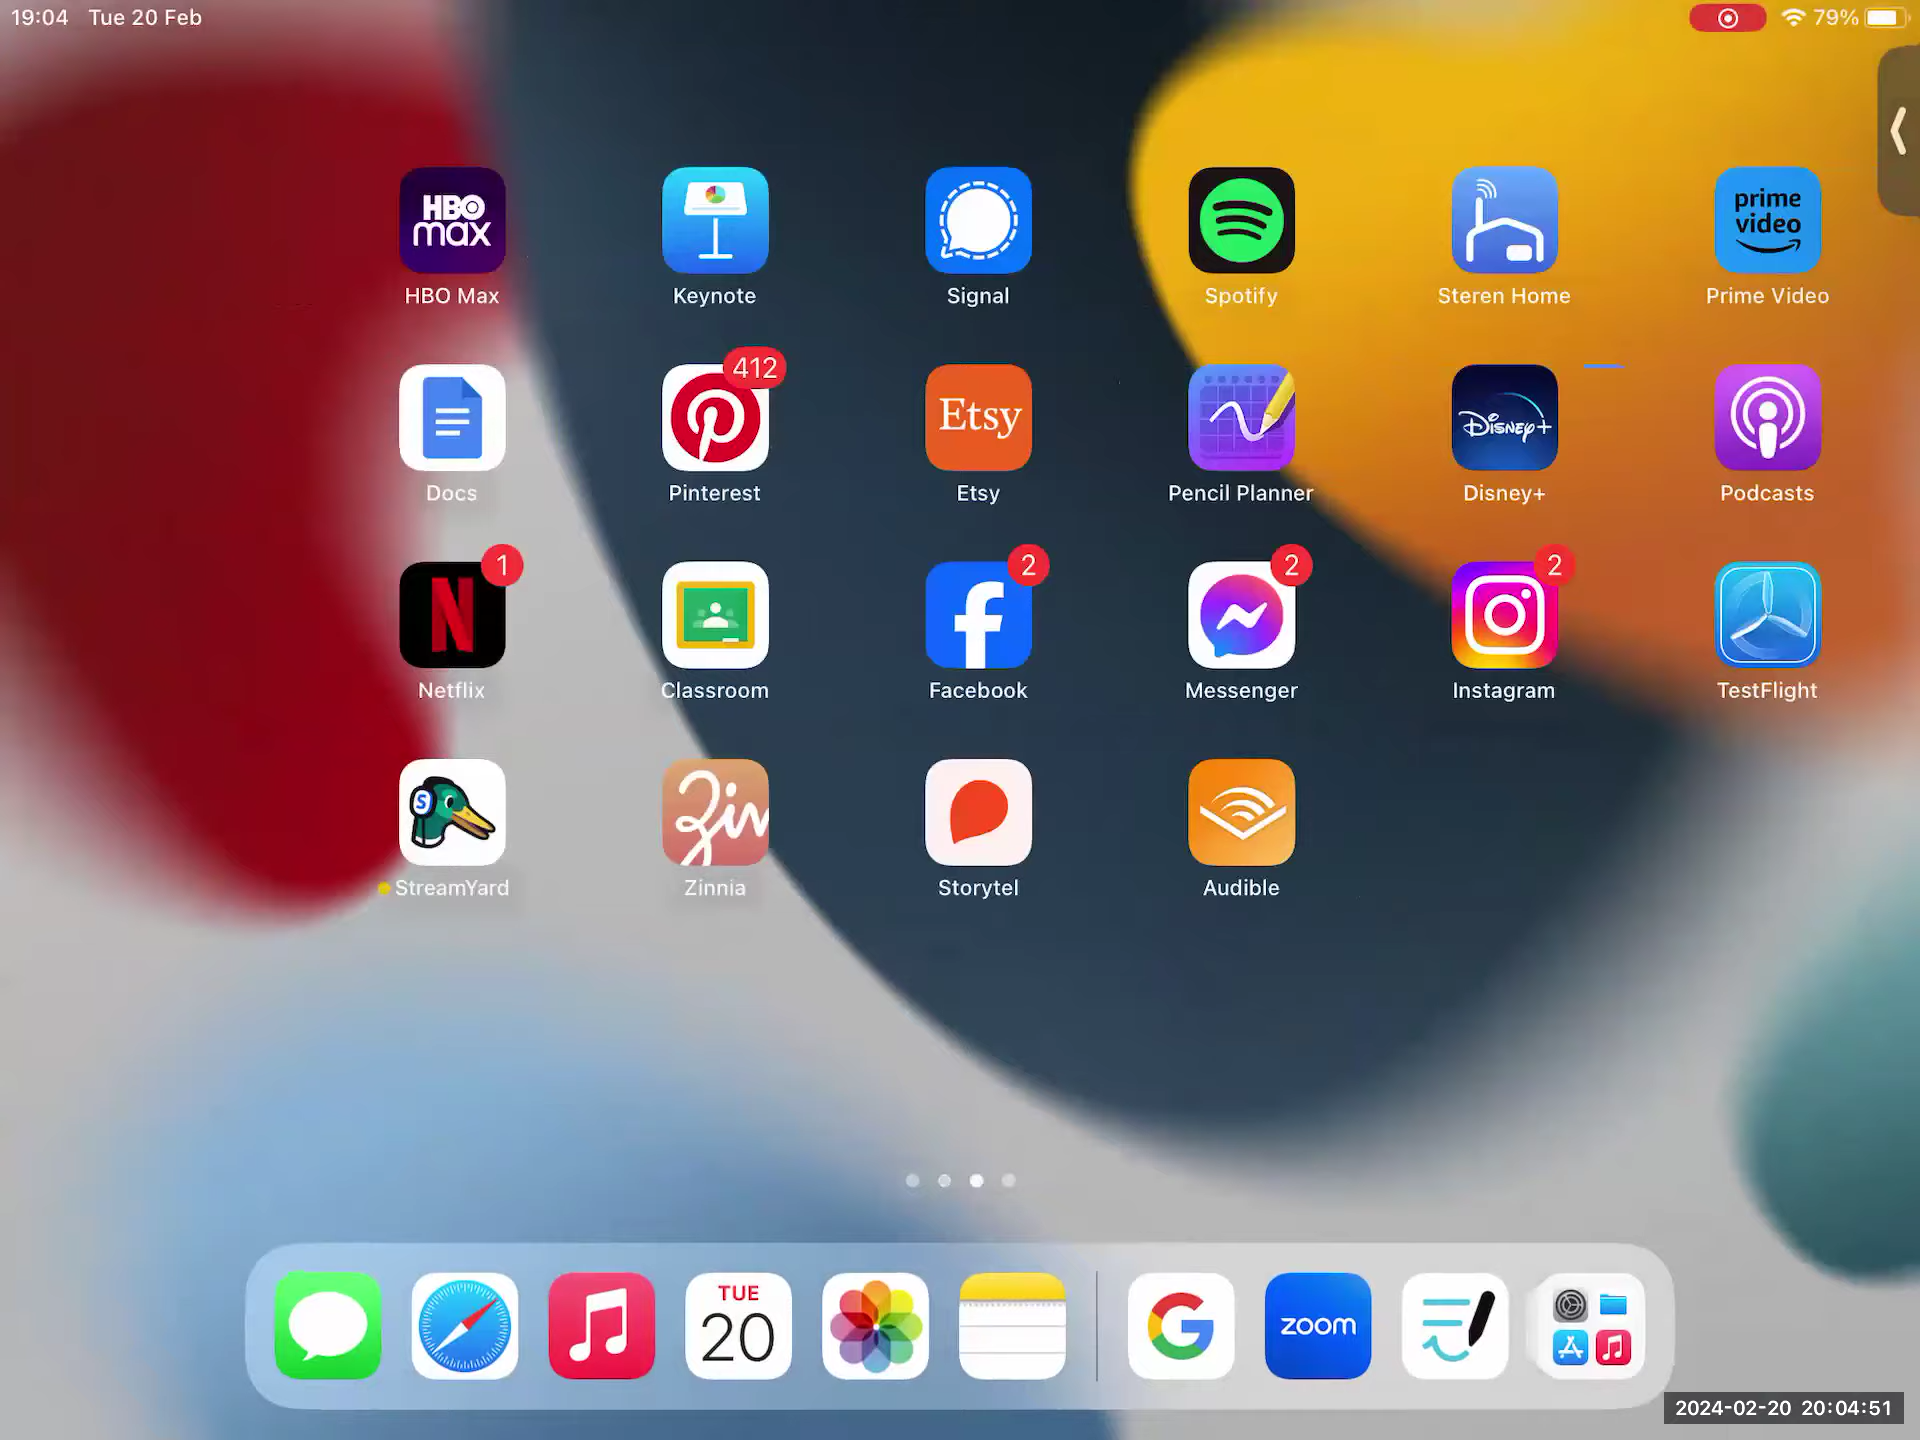 19:04 Tue 20 Feb
79%
HBO max
prime video
HBO Max
Keynote
Signal
Spotify
Steren Home
Prime Video
412
Etsy
Disney+
Docs
Pinterest
Etsy
Pencil Planner
Disney+
Podcasts
1
2
2
2
Netflix
Classroom
Facebook
Messenger
Instagram
TestFlight
S
Zin
StreamYard
Zinnia
Storytel
Audible
TUE
20
G
zoom
2024-02-20 20:04:51